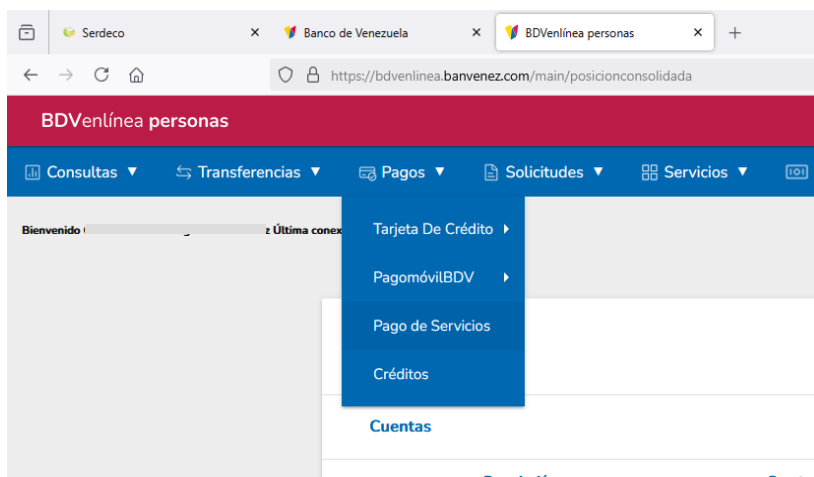 Serdeco
Banco de Venezuela
BDVenlínea personas
https://bdvenlinea.banvenez.com/main/posicionconsolidada
BDVenlínea personas
Consultas ▼ Transferencias ▼ Pagos ▼ Solicitudes ▼ Servicios ▼
Bienvenido Última conex
Tarjeta De Crédito
PagomóvilBDV
Pago de Servicios
Créditos
Cuentas